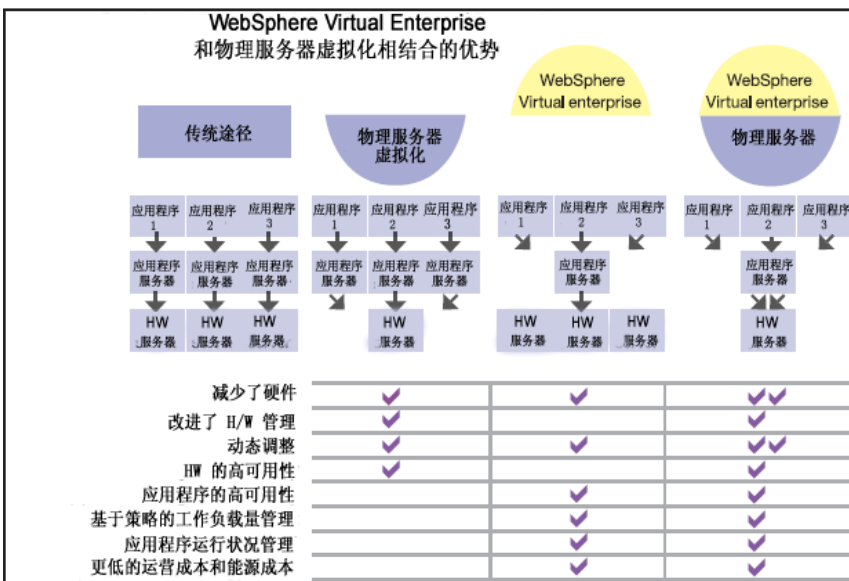 WebSphere Virtual Enterprise
和物理服务器虚拟化相结合的优势
传统途径
物理服务器
虚拟化
WebSphere
Virtual enterprise
WebSphere
Virtual enterprise
物理服务器
应用程序 应用程序 应用程序
1 2 3
应用程序 应用程序 应用程序
1 2 3
应用程序 应用程序 应用程序
1 2 3
应用程序 应用程序 应用程序
1 2 3
应用程序 应用程序 应用程序
服务器 服务器 服务器
应用程序 应用程序 应用程序
服务器 服务器 服务器
应用程序
服务器
应用程序
服务器
HW HW HW
服务器 服务器 服务器
HW
服务器
HW HW HW
服务器 服务器 服务器
HW
服务器
减少了硬件
改进了 H/W 管理
动态调整
HW 的高可用性
应用程序的高可用性
基于策略的工作负载量管理
应用程序运行状况管理
更低的运营成本和能源成本